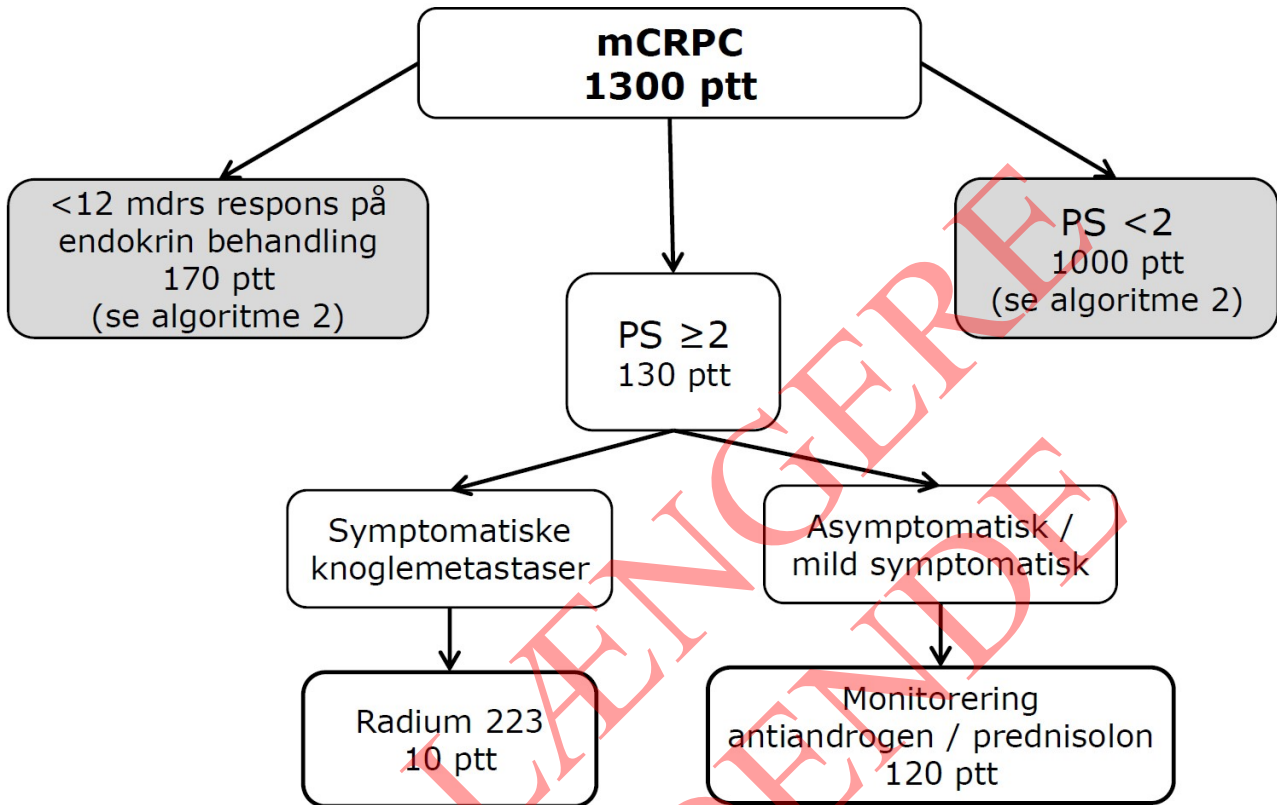 mCRPC
1300 ptt
<12 mdrs respons på
endokrin behandling
170 ptt
(se algoritme 2)
PS ≥2
130 ptt
PS <2
1000 ptt
(se algoritme 2)
Symptomatiske
knoglemetastaser
Asymptomatisk /
mild symptomatisk
Radium 223
10 ptt
Monitorering
antiandrogen / prednisolon
120 ptt
LÆNGERE
ENDE